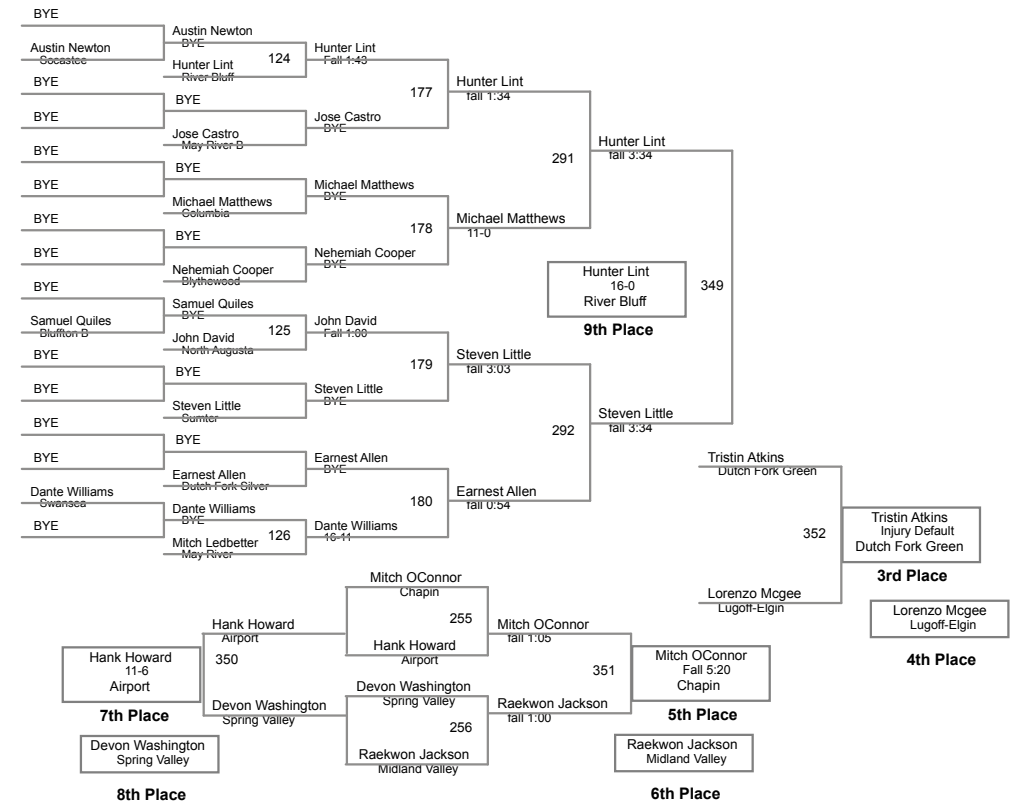 BYE
Austin Newton
BYE
Austin Newton
Socastee
Hunter Lint
Fall 1:43
124
Hunter Lint
River Bluff
BYE
177
Hunter Lint
fall 1:34
BYE
BYE
Jose Castro
BYE
Jose Castro
May River B
Hunter Lint
fall 3:34
291
BYE
BYE
BYE
Michael Matthews
BYE
Michael Matthews
Columbia
BYE
178
Michael Matthews
11-0
BYE
BYE
Nehemiah Cooper
BYE
Nehemiah Cooper
Blythewood
Hunter Lint
16-0
River Bluff
9th Place
349
BYE
Samuel Quiles
BYE
Samuel Quiles
Bluffton B
John David
Fall 1:00
125
John David
North Augusta
BYE
179
Steven Little
fall 3:03
BYE
BYE
Steven Little
BYE
Steven Little
Sumter
Steven Little
fall 3:34
292
BYE
BYE
BYE
Earnest Allen
BYE
Earnest Allen
Dutch Fork Silver
Dante Williams
Swansea
180
Earnest Allen
fall 0:54
Dante Williams
BYE
BYE
Dante Williams
16-11
126
Mitch Ledbetter
May River
Tristin Atkins
Dutch Fork Green
352
Tristin Atkins
Injury Default
Dutch Fork Green
3rd Place
Lorenzo Mcgee
Lugoff-Elgin
Lorenzo Mcgee
Lugoff-Elgin
4th Place
Mitch OConnor
Chapin
255
Hank Howard
Airport
Mitch OConnor
fall 1:05
Hank Howard
Airport
350
Hank Howard
11-6
Airport
7th Place
351
Mitch OConnor
Fall 5:20
Chapin
5th Place
Devon Washington
Spring Valley
Devon Washington
Spring Valley
256
Raekwon Jackson
Midland Valley
Raekwon Jackson
fall 1:00
Devon Washington
Spring Valley
8th Place
Raekwon Jackson
Midland Valley
6th Place